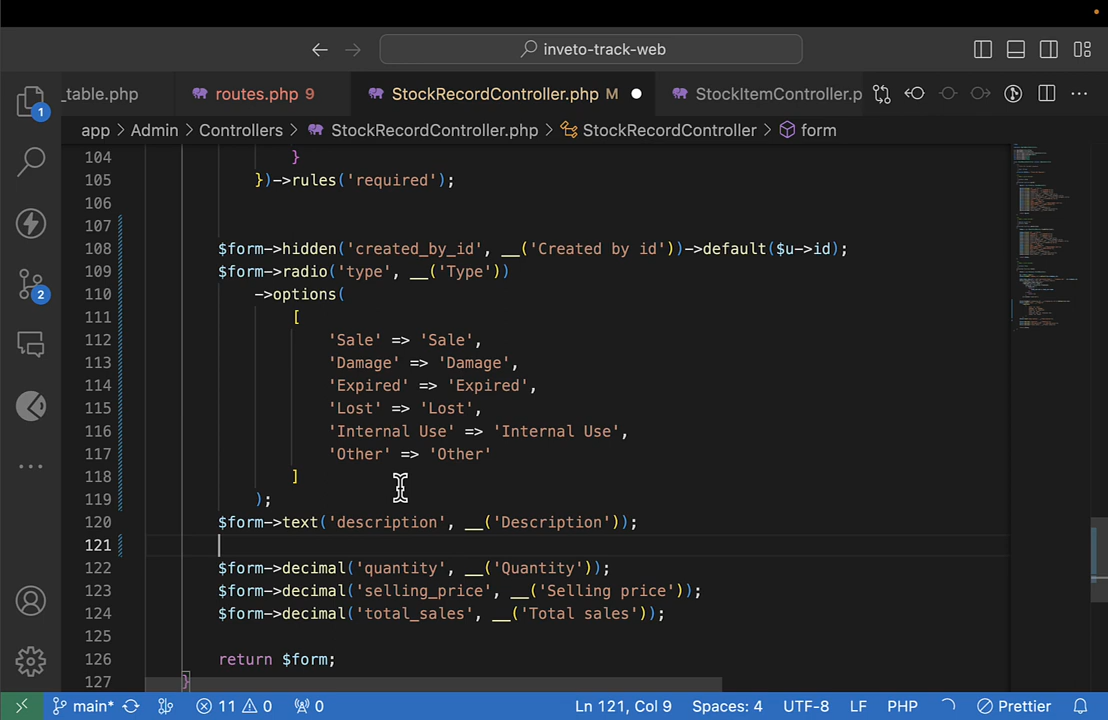 inveto-track-web
_table.php
routes.php 9
StockRecordController.php M
StockItemController.p
app > Admin > Controllers > StockRecordController.php > StockRecordController > form
104 }
105 })->rules('required');
106
107
108 $form->hidden('created_by_id', __('Created by id'))->default($u->id);
109 $form->radio('type', __('Type'))
110 ->options(
111 [
112 'Sale' => 'Sale',
113 'Damage' => 'Damage',
114 'Expired' => 'Expired',
115 'Lost' => 'Lost',
116 'Internal Use' => 'Internal Use',
117 'Other' => 'Other'
118 ]
119 );
120 $form->text('description', __('Description'));
121
122 $form->decimal('quantity', __('Quantity'));
123 $form->decimal('selling_price', __('Selling price'));
124 $form->decimal('total_sales', __('Total sales'));
125
126 return $form;
127 }
1
2
main* 11 0 0 Ln 121, Col 9 Spaces: 4 UTF-8 LF PHP Prettier